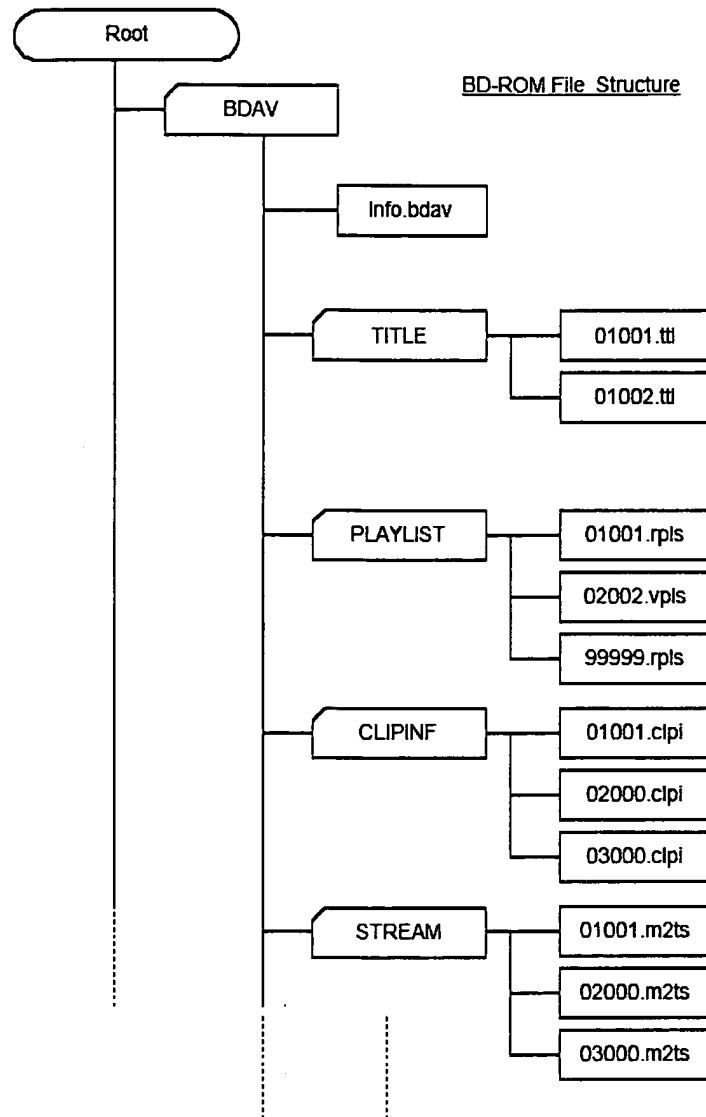 Root
BD-ROM File Structure
BDAV
Info.bdav
TITLE
01001.ttl
01002.ttl
PLAYLIST
01001.rpls
02002.vpls
99999.rpls
CLIPINF
01001.clpi
02000.clpi
03000.clpi
STREAM
01001.m2ts
02000.m2ts
03000.m2ts